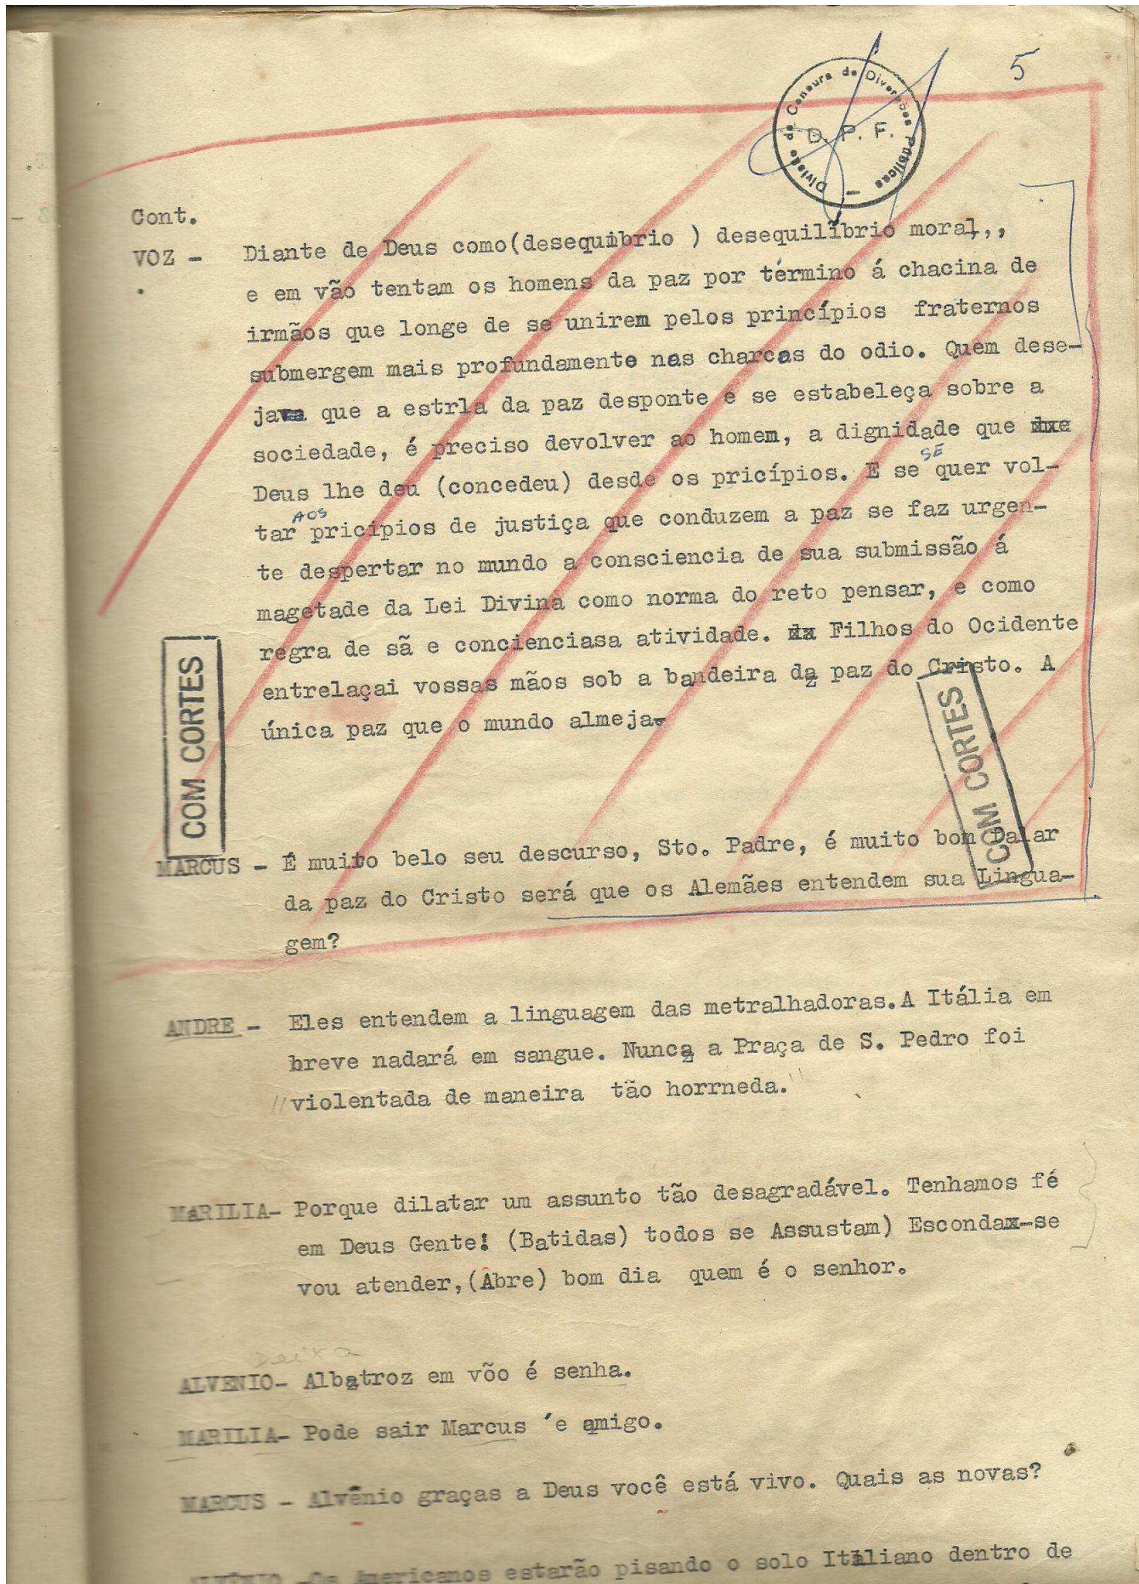 5
Divisão de Censura de Diversões Públicas —
D. P. F.
Cont.
VOZ - Diante de Deus como(desequibrio ) desequilíbrio moral,,,
e em vão tentam os homens da paz por término á chacina de
irmãos que longe de se unirem pelos princípios fraternos
submergem mais profundamente nas charcas do odio. Quem dese-
java que a estrla da paz desponte e se estabeleça sobre a
sociedade, é preciso devolver ao homem, a dignidade que
Deus lhe deu (concedeu) desde os pricípios. E se SE quer vol-
tar AOS pricípios de justiça que conduzem a paz se faz urgen-
te despertar no mundo a consciencia de sua submissão á
magetade da Lei Divina como norma do reto pensar, e como
regra de sã e concienciasa atividade. Filhos do Ocidente
entrelaçai vossas mãos sob a bandeira da paz do Cristo. A
única paz que o mundo almeja.
COM CORTES
COM CORTES
MARCUS - É muito belo seu descurso, Sto. Padre, é muito bom Dalar
da paz do Cristo será que os Alemães entendem sua Lingua-
gem?
ANDRE - Eles entendem a linguagem das metralhadoras.A Itália em
breve nadará em sangue. Nunca a Praça de S. Pedro foi
"violentada de maneira tão horrneda."
MARILIA- Porque dilatar um assunto tão desagradável. Tenhamos fé
em Deus Gente! (Batidas) todos se Assustam) Escondam-se
vou atender,(Abre) bom dia quem é o senhor.
Deixa
ALVENIO- Albatroz em võo é senha.
MARILIA- Pode sair Marcus ´e amigo.
MARCUS - Alvênio graças a Deus você está vivo. Quais as novas?
ALVÊNIO -Os Americanos estarão pisando o solo Italiano dentro de